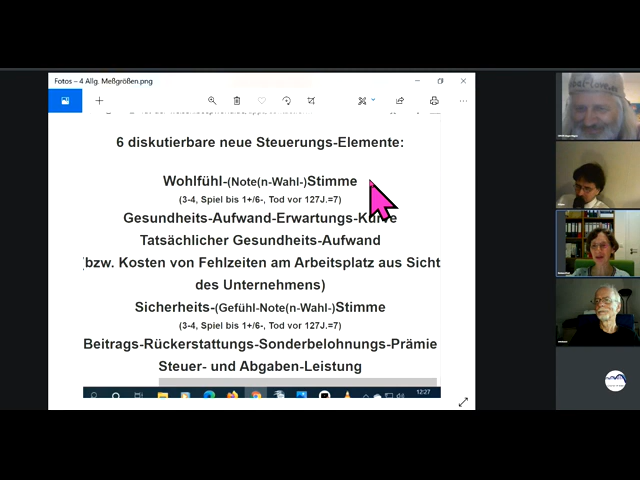 Fotos – 4 Allg. Meßgrößen.png
6 diskutierbare neue Steuerungs-Elemente:
Wohlfühl-(Note(n-Wahl-)Stimme
(3-4, Spiel bis 1+/6-, Tod vor 127J.=7)
Gesundheits-Aufwand-Erwartungs-Kurve
Tatsächlicher Gesundheits-Aufwand
(bzw. Kosten von Fehlzeiten am Arbeitsplatz aus Sicht
des Unternehmens)
Sicherheits-(Gefühl-Note(n-Wahl-)Stimme
(3-4, Spiel bis 1+/6-, Tod vor 127J.=7)
Beitrags-Rückerstattungs-Sonderbelohnungs-Prämie
Steuer- und Abgaben-Leistung
12:27